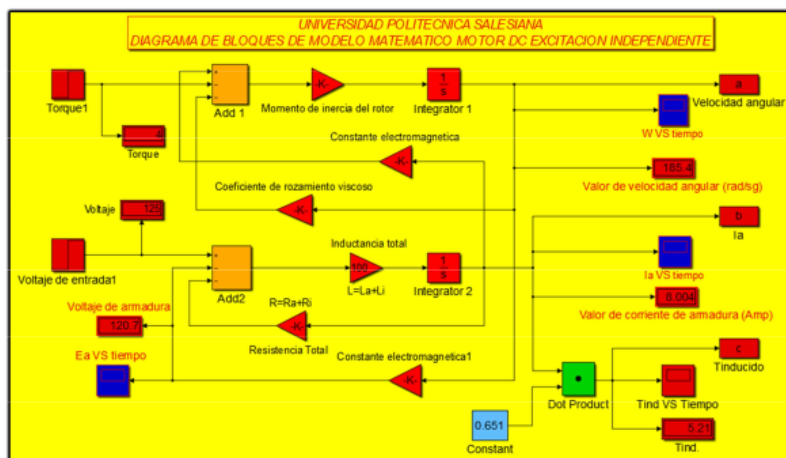 UNIVERSIDAD POLITECNICA SALESIANA
DIAGRAMA DE BLOQUES DE MODELO MATEMATICO MOTOR DC EXCITACION INDEPENDIENTE
Torque1
Add 1
-K-
Momento de inercia del rotor
1
s
Integrator 1
a
Velocidad angular
Torque
W VS tiempo
Constante electromagnetica
-K-
185.4
Valor de velocidad angular (rad/sg)
Coeficiente de rozamiento viscoso
-K-
Voltaje
125
b
Ia
Voltaje de entrada1
Add2
Inductancia total
100
L=La+Li
1
s
Integrator 2
Ia VS tiempo
8.004
Valor de corriente de armadura (Amp)
R=Ra+Ri
-K-
Resistencia Total
Voltaje de armadura
120.7
Ea VS tiempo
Constante electromagnetica1
-K-
c
Tinducido
Dot Product
Tind VS Tiempo
0.651
Constant
5.21
Tind.